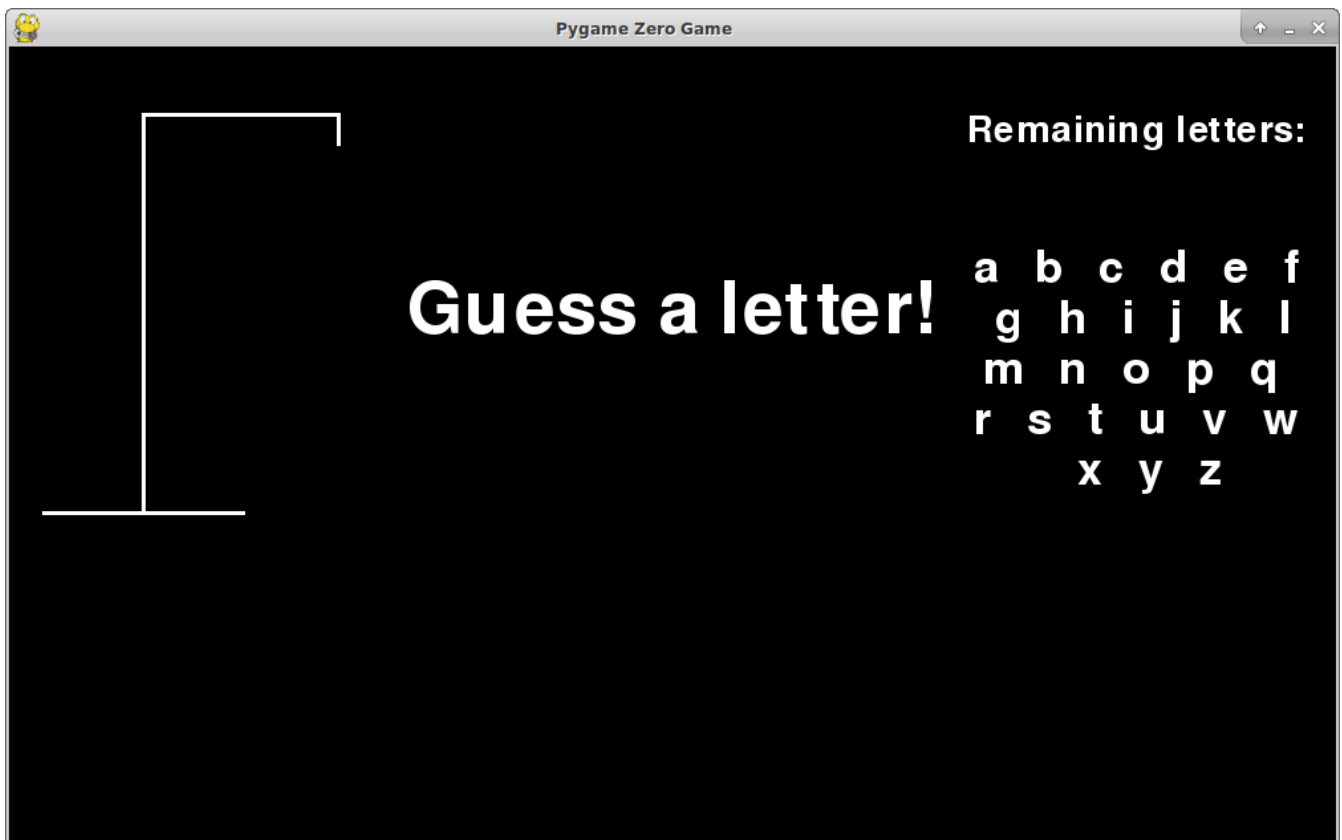 Pygame Zero Game
Remaining letters:
Guess a letter!
a b c d e f
g h i j k l
m n o p q
r s t u v w
x y z